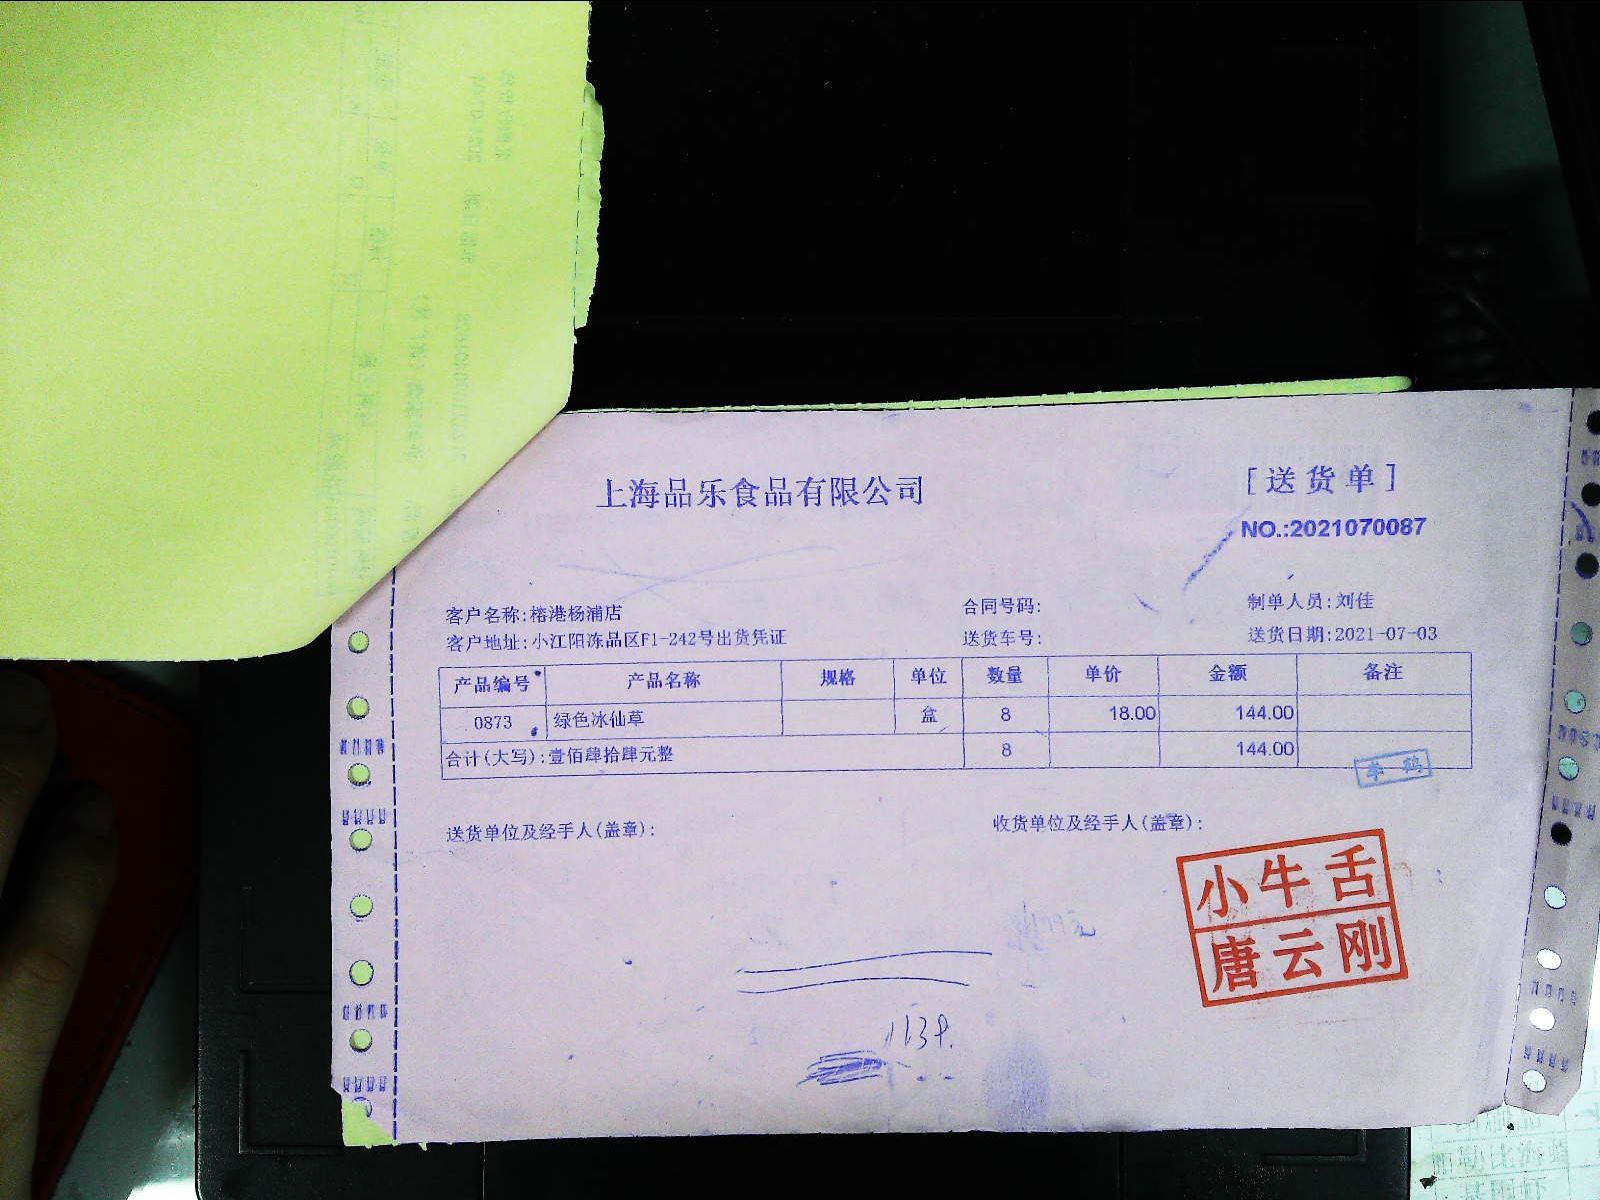 上海品乐食品有限公司
[送货单]
NO.:2021070087
客户名称:榕港杨浦店 合同号码: 制单人员:刘佳
客户地址:小江阳冻品区F1-242号出货凭证 送货车号: 送货日期:2021-07-03
产品编号 产品名称 规格 单位 数量 单价 金额 备注
0873 绿色冰仙草 盒 8 18.00 144.00
合计(大写):壹佰肆拾肆元整 8 144.00
李鹤
送货单位及经手人(盖章): 收货单位及经手人(盖章):
小牛舌
唐云刚